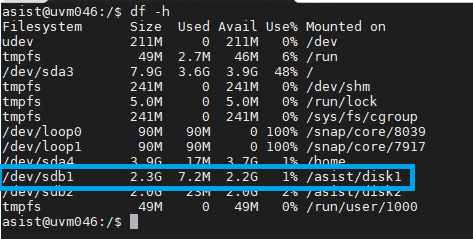 asist@uvm046:/$ df -h
Filesystem Size Used Avail Use% Mounted on
udev 211M 0 211M 0% /dev
tmpfs 49M 2.7M 46M 6% /run
/dev/sda3 7.9G 3.6G 3.9G 48% /
tmpfs 241M 0 241M 0% /dev/shm
tmpfs 5.0M 0 5.0M 0% /run/lock
tmpfs 241M 0 241M 0% /sys/fs/cgroup
/dev/loop0 90M 90M 0 100% /snap/core/8039
/dev/loop1 90M 90M 0 100% /snap/core/7917
/dev/sda4 3.9G 17M 3.7G 1% /home
/dev/sdb1 2.3G 7.2M 2.2G 1% /asist/disk1
/dev/sdb2 2.0G 23M 2.0G 2% /asist/disk2
tmpfs 49M 0 49M 0% /run/user/1000
asist@uvm046:/$